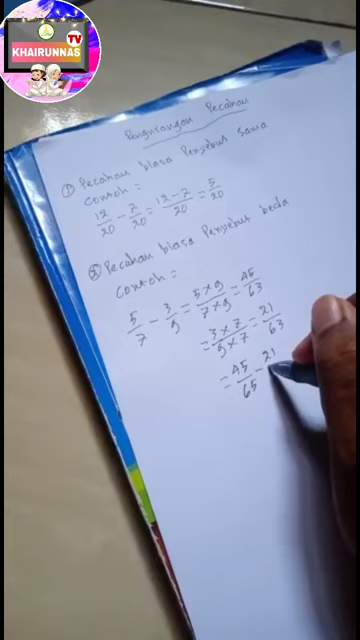 KHAIRUNNAS TV
Pengurangan Pecahan
① Pecahan biasa Penyebut sama
Contoh =
12/20 - 7/20 = 12-7/20 = 5/20
② Pecahan biasa Penyebut beda
Contoh =
5/7 - 3/9 = 5×9/7×9 = 45/63
= 3×7/9×7 = 21/63
= 45/65 - 21